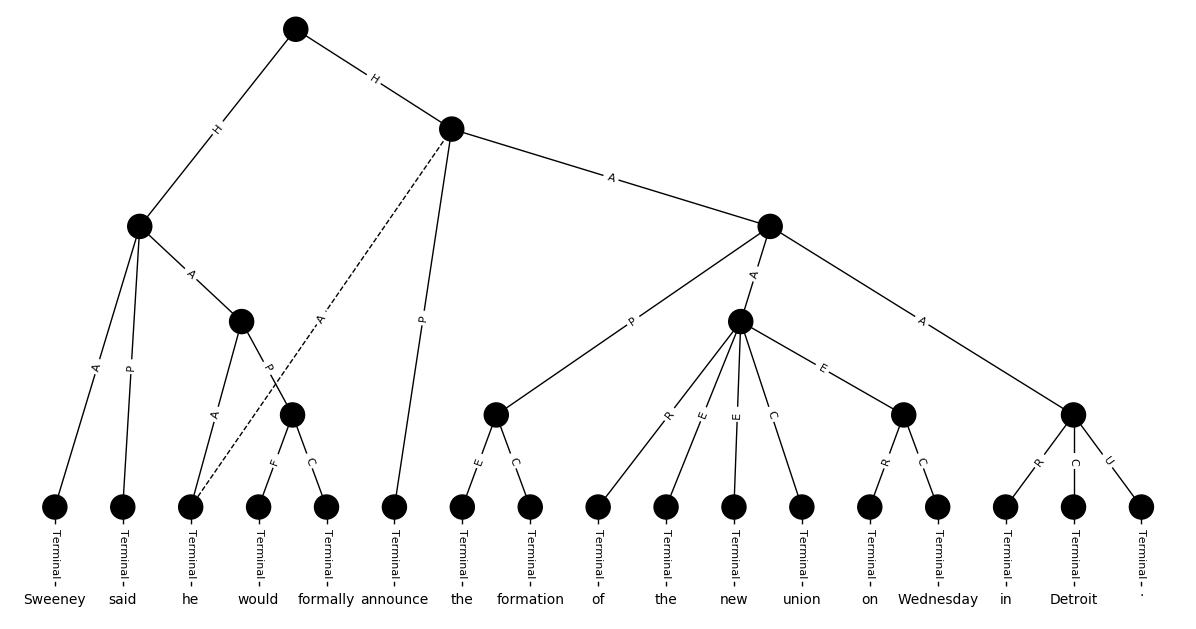 H
H
A
A
A
P
A
P
A
E
A
P
P
A
R
E
E
C
F
C
E
C
R
C
R
C
U
Terminal Terminal Terminal Terminal Terminal Terminal Terminal Terminal Terminal Terminal Terminal Terminal Terminal Terminal Terminal Terminal Terminal
Sweeney said he would formally announce the formation of the new union on Wednesday in Detroit .